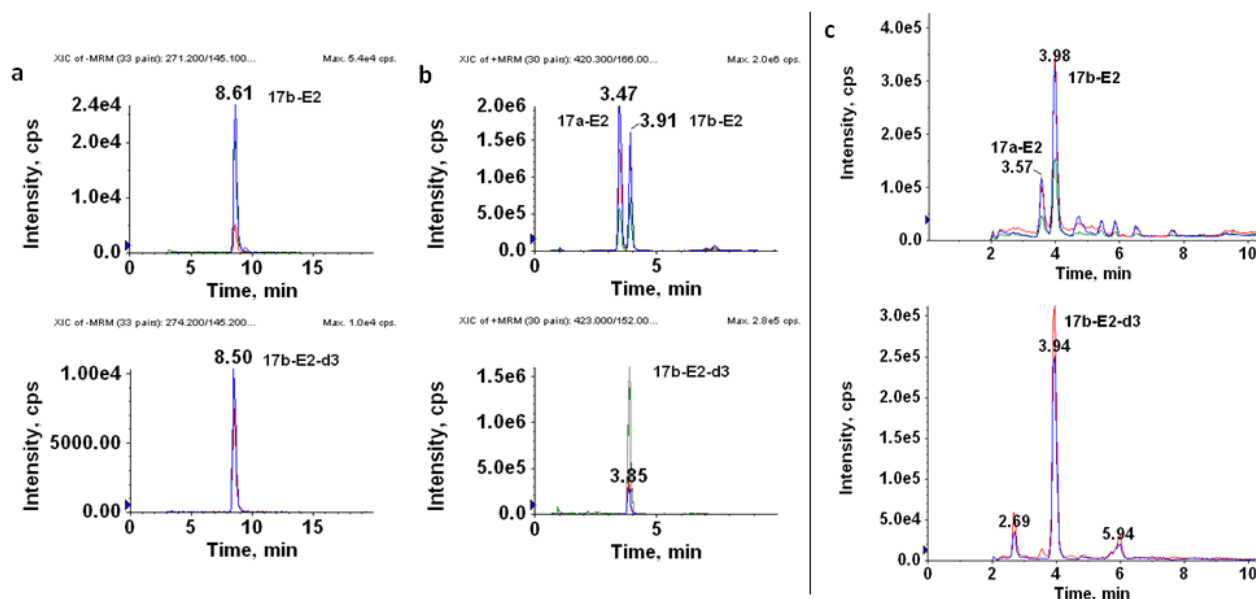 a
XIC of -MRM (33 pairs): 271.200/145.100... Max. 5.4e4 cps.
8.61 17b-E2
Intensity, cps
2.4e4
1.0e4
0.0
0 5 10 15
Time, min
XIC of -MRM (33 pairs): 274.200/145.200... Max. 1.0e4 cps.
8.50 17b-E2-d3
Intensity, cps
1.00e4
5000.00
0.00
0 5 10 15
Time, min
b
XIC of +MRM (30 pairs): 420.300/166.00... Max. 2.0e6 cps.
3.47
17a-E2 3.91 17b-E2
Intensity, cps
2.0e6
1.5e6
1.0e6
5.0e5
0.0
0 5
Time, min
XIC of +MRM (30 pairs): 423.000/152.00... Max. 2.8e5 cps.
17b-E2-d3
3.85
Intensity, cps
1.5e6
1.0e6
5.0e5
0.0
0 5
Time, min
c
3.98
17b-E2
17a-E2
3.57
Intensity, cps
4.0e5
3.0e5
2.0e5
1.0e5
0.0
2 4 6 8 10
Time, min
17b-E2-d3
3.94
2.69
5.94
Intensity, cps
3.0e5
2.5e5
2.0e5
1.5e5
1.0e5
5.0e4
0.0
0 2 4 6 8 10
Time, min